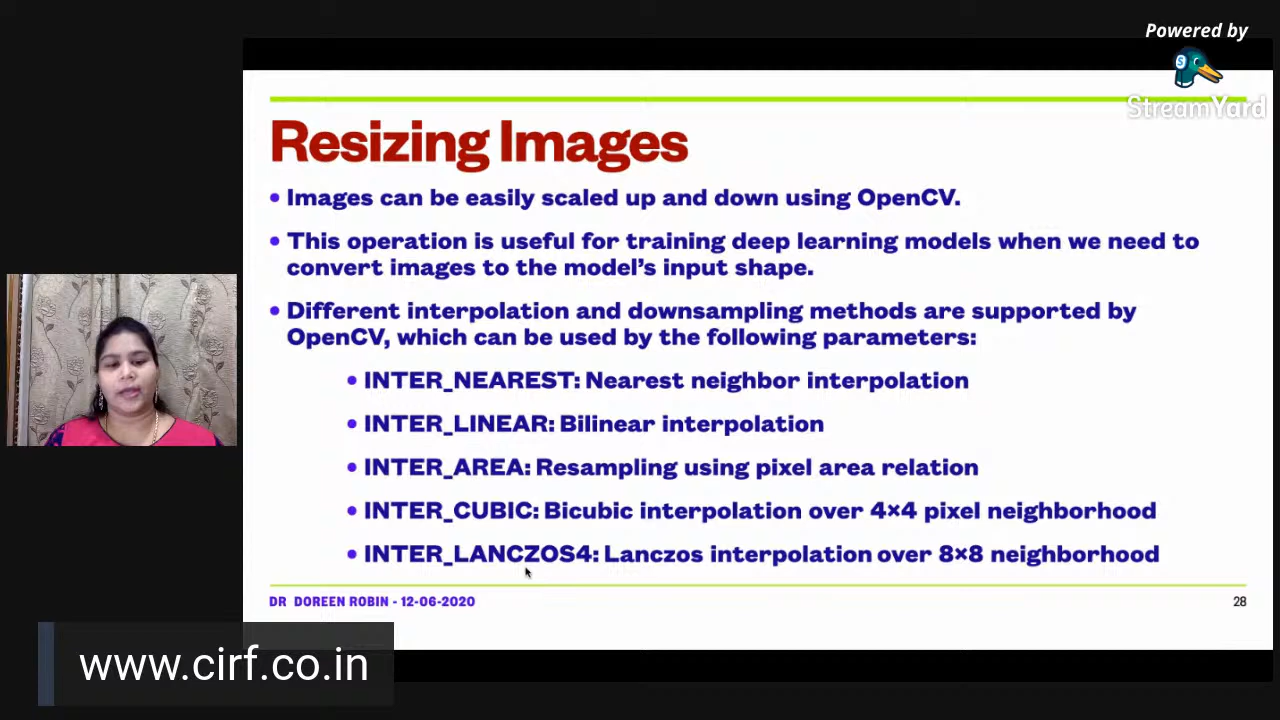 Powered by
StreamYard
Resizing Images
• Images can be easily scaled up and down using OpenCV.
• This operation is useful for training deep learning models when we need to
convert images to the model’s input shape.
• Different interpolation and downsampling methods are supported by
OpenCV, which can be used by the following parameters:
• INTER_NEAREST: Nearest neighbor interpolation
• INTER_LINEAR: Bilinear interpolation
• INTER_AREA: Resampling using pixel area relation
• INTER_CUBIC: Bicubic interpolation over 4×4 pixel neighborhood
• INTER_LANCZOS4: Lanczos interpolation over 8×8 neighborhood
DR DOREEN ROBIN - 12-06-2020
28
www.cirf.co.in